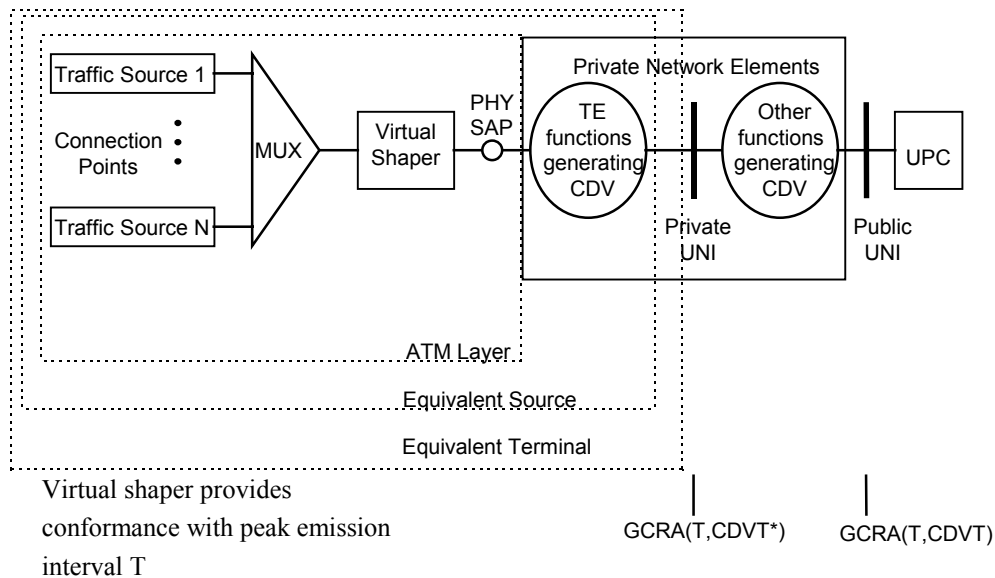 Traffic Source 1
Connection
Points
Traffic Source N
MUX
Virtual
Shaper
PHY
SAP
Private Network Elements
TE
functions
generating
CDV
Other
functions
generating
CDV
UPC
Private
UNI
Public
UNI
ATM Layer
Equivalent Source
Equivalent Terminal
Virtual shaper provides
conformance with peak emission
interval T
GCRA(T,CDVT*)
GCRA(T,CDVT)